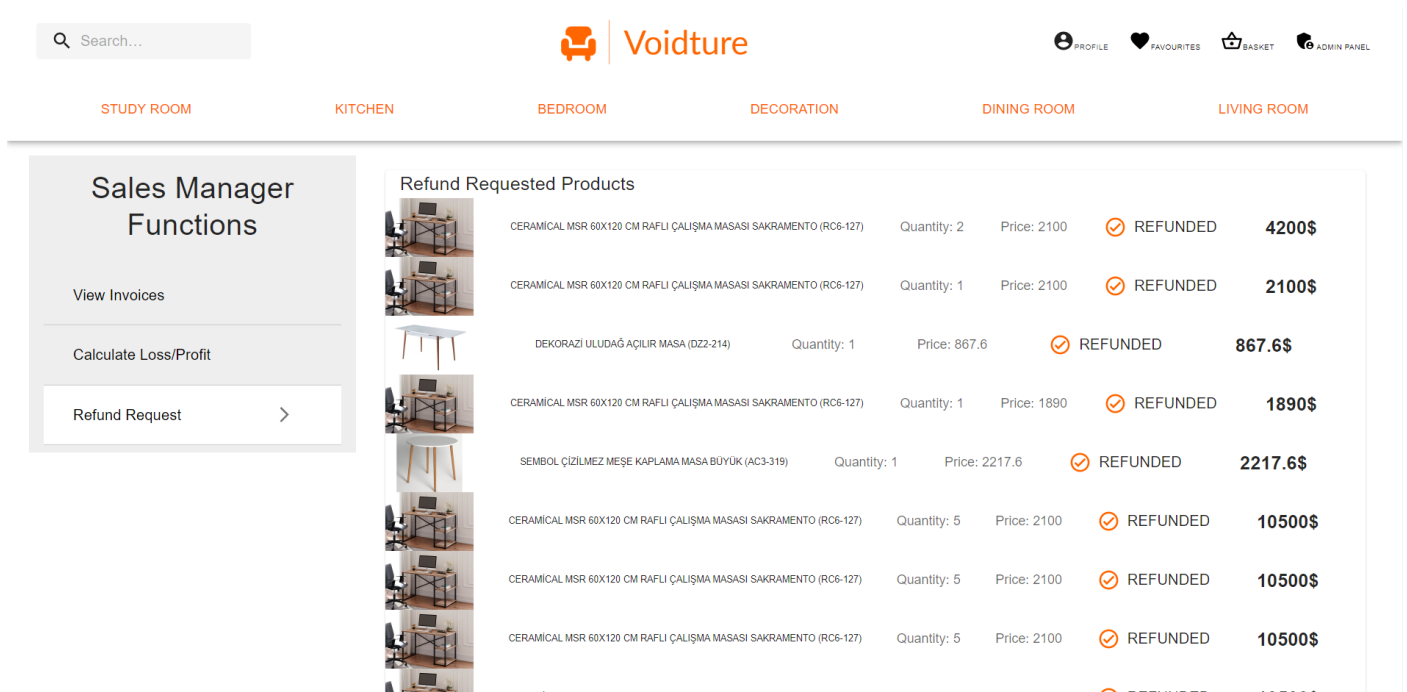 Search...
Voidture
PROFILE
FAVOURITES
BASKET
ADMIN PANEL
STUDY ROOM
KITCHEN
BEDROOM
DECORATION
DINING ROOM
LIVING ROOM
Sales Manager
Functions
View Invoices
Calculate Loss/Profit
Refund Request
Refund Requested Products
CERAMİCAL MSR 60X120 CM RAFLI ÇALIŞMA MASASI SAKRAMENTO (RC6-127) Quantity: 2 Price: 2100 REFUNDED 4200$
CERAMİCAL MSR 60X120 CM RAFLI ÇALIŞMA MASASI SAKRAMENTO (RC6-127) Quantity: 1 Price: 2100 REFUNDED 2100$
DEKORAZİ ULUDAĞ AÇILIR MASA (DZ2-214) Quantity: 1 Price: 867.6 REFUNDED 867.6$
CERAMİCAL MSR 60X120 CM RAFLI ÇALIŞMA MASASI SAKRAMENTO (RC6-127) Quantity: 1 Price: 1890 REFUNDED 1890$
SEMBOL ÇİZİLMEZ MEŞE KAPLAMA MASA BÜYÜK (AC3-319) Quantity: 1 Price: 2217.6 REFUNDED 2217.6$
CERAMİCAL MSR 60X120 CM RAFLI ÇALIŞMA MASASI SAKRAMENTO (RC6-127) Quantity: 5 Price: 2100 REFUNDED 10500$
CERAMİCAL MSR 60X120 CM RAFLI ÇALIŞMA MASASI SAKRAMENTO (RC6-127) Quantity: 5 Price: 2100 REFUNDED 10500$
CERAMİCAL MSR 60X120 CM RAFLI ÇALIŞMA MASASI SAKRAMENTO (RC6-127) Quantity: 5 Price: 2100 REFUNDED 10500$